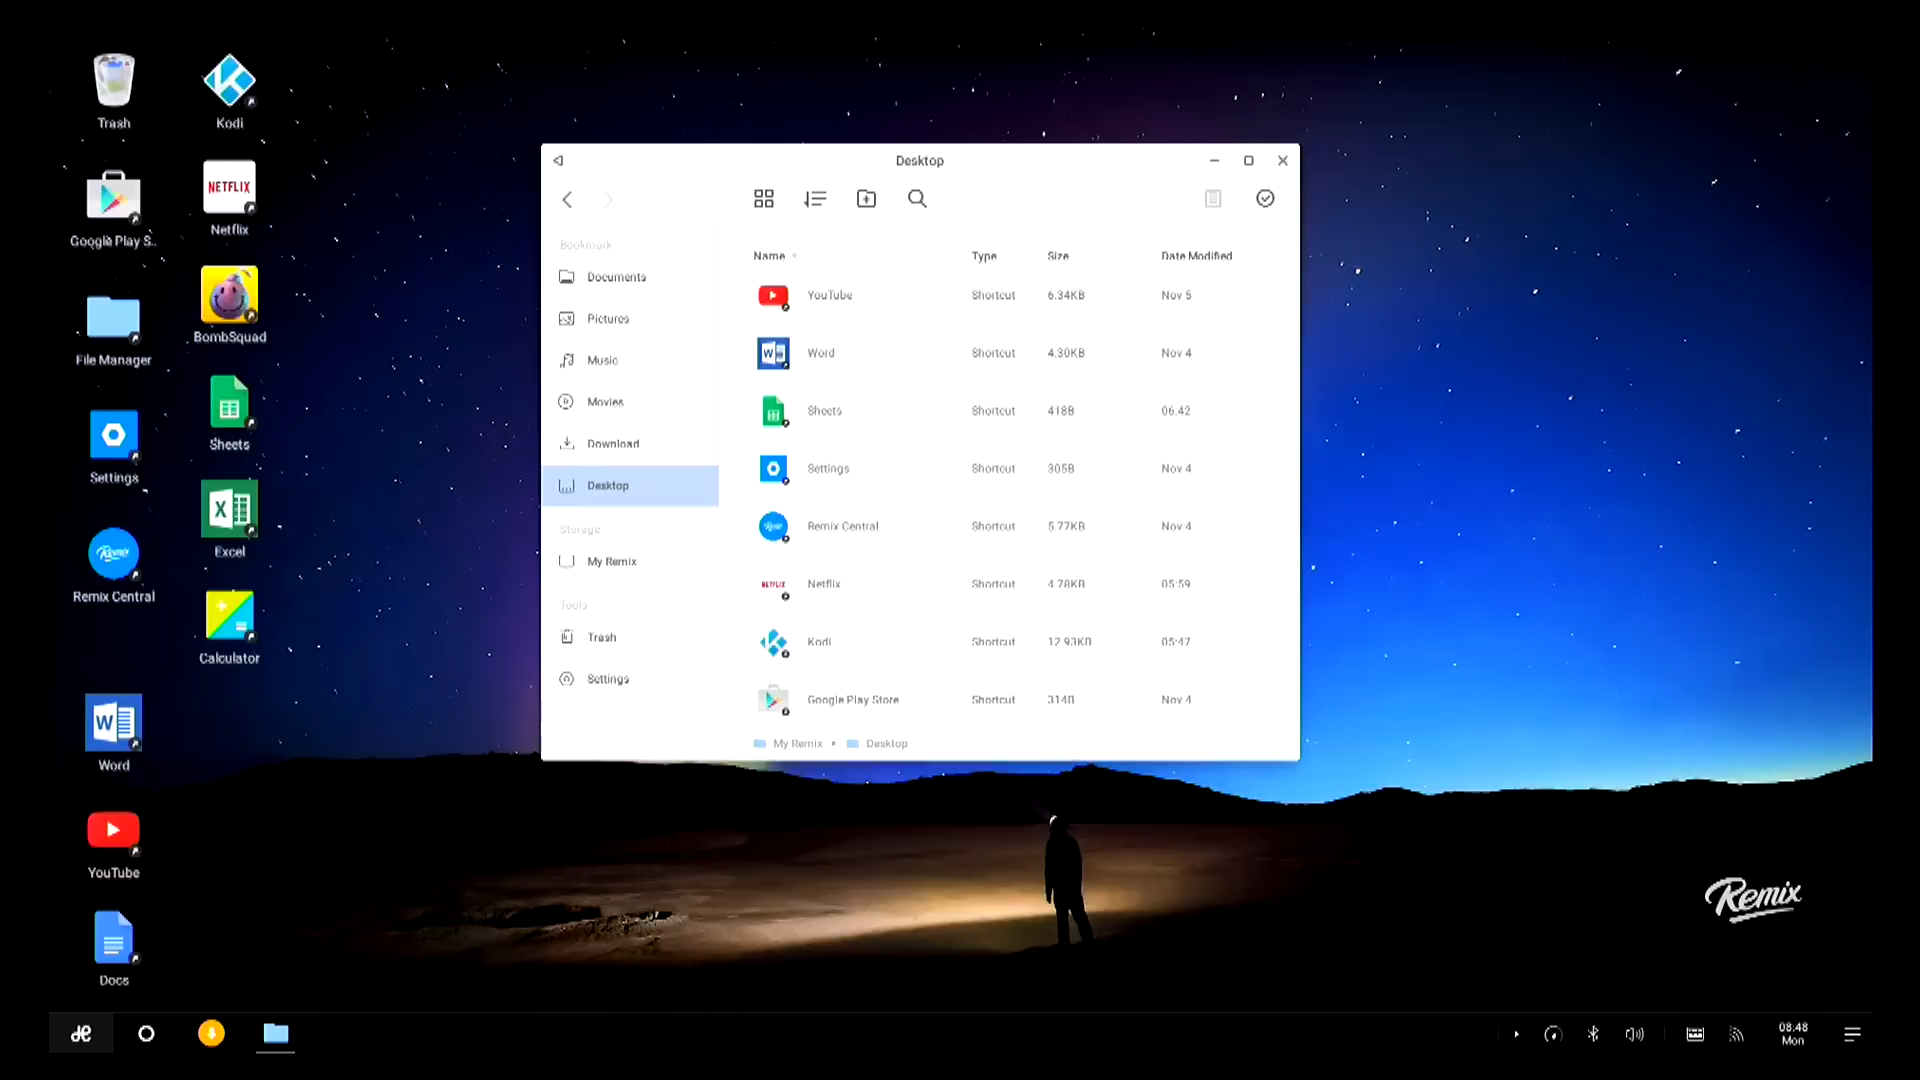 Trash
Kodi
Google Play S..
NETFLIX
Netflix
File Manager
BombSquad
Settings
Sheets
Remix
Remix Central
X
Excel
Calculator
W
Word
YouTube
Docs
Desktop
Bookmark
Documents
Pictures
Music
Movies
Download
Desktop
Storage
My Remix
Tools
Trash
Settings
Name Type Size Date Modified
YouTube Shortcut 6.34KB Nov 5
W Word Shortcut 4.30KB Nov 4
Sheets Shortcut 418B 06:42
Settings Shortcut 305B Nov 4
Remix Remix Central Shortcut 5.77KB Nov 4
NETFLIX Netflix Shortcut 4.78KB 05:59
Kodi Shortcut 12.93KB 05:47
Google Play Store Shortcut 314B Nov 4
My Remix Desktop
Remix
08:48
Mon